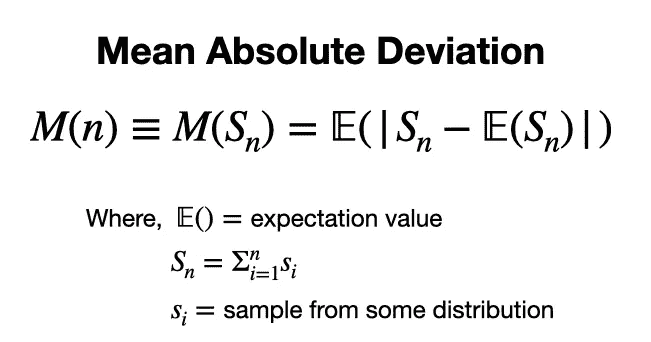 Mean Absolute Deviation
M(n) ≡ M(Sₙ) = 𝔼(|Sₙ − 𝔼(Sₙ)|)
Where, 𝔼() = expectation value
Sₙ = Σⁿᵢ₌₁sᵢ
sᵢ = sample from some distribution